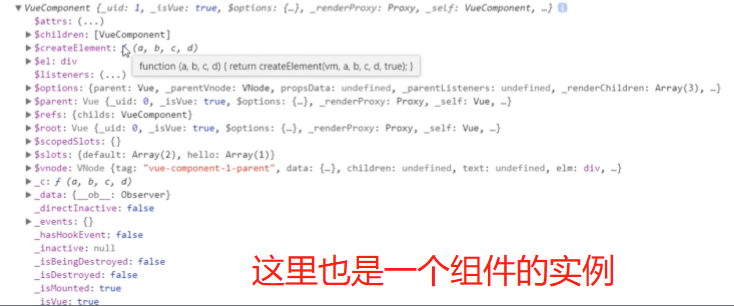 VueComponent {_uid: 1, _isVue: true, $options: {…}, _renderProxy: Proxy, _self: VueComponent, …}
$attrs: (...)
$children: [VueComponent]
$createElement: ƒ (a, b, c, d)
function (a, b, c, d) { return createElement(vm, a, b, c, d, true); }
$el: div
$listeners: (...)
$options: {parent: Vue, _parentVnode: VNode, propsData: undefined, _parentListeners: undefined, _renderChildren: Array(3), …}
$parent: Vue {_uid: 0, _isVue: true, $options: {…}, _renderProxy: Proxy, _self: Vue, …}
$refs: {childs: VueComponent}
$root: Vue {_uid: 0, _isVue: true, $options: {…}, _renderProxy: Proxy, _self: Vue, …}
$scopedSlots: {}
$slots: {default: Array(2), hello: Array(1)}
$vnode: VNode {tag: "vue-component-1-parent", data: {…}, children: undefined, text: undefined, elm: div, …}
_c: ƒ (a, b, c, d)
_data: {__ob__: Observer}
_directInactive: false
_events: {}
_hasHookEvent: false
_inactive: null
_isBeingDestroyed: false
_isDestroyed: false
_isMounted: true
_isVue: true
这里也是一个组件的实例